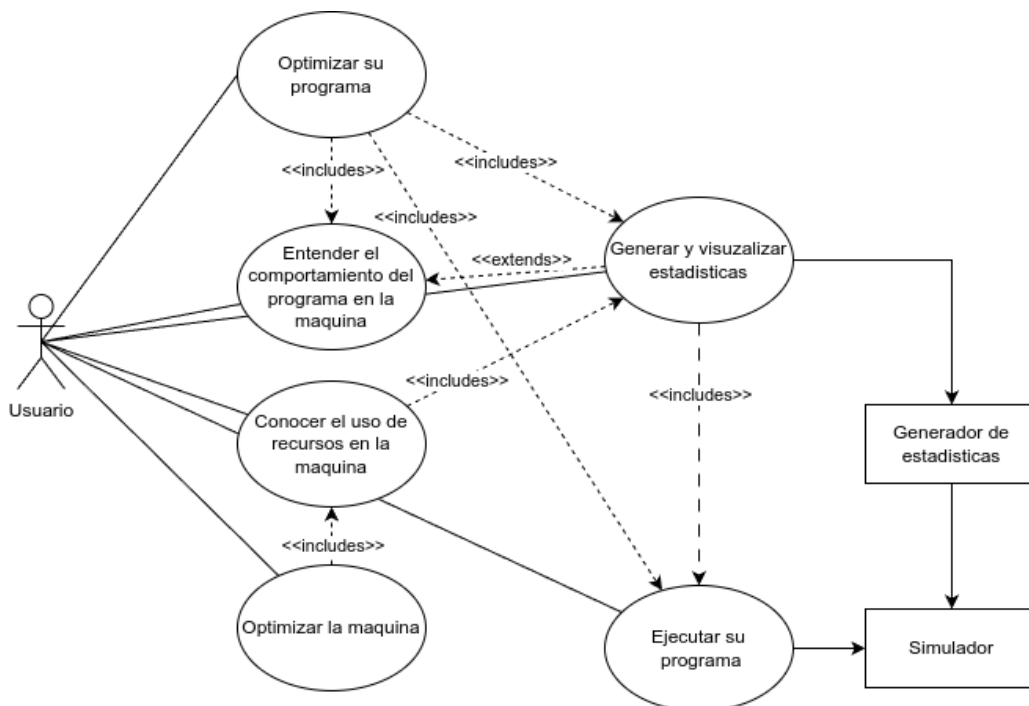 Optimizar su
programa
<<includes>>
<<includes>>
<<includes>>
Entender el
comportamiento del
programa en la
maquina
<<extends>>
Generar y visuzalizar
estadisticas
Usuario
<<includes>>
<<includes>>
Conocer el uso de
recursos en la
maquina
Generador de
estadisticas
<<includes>>
Optimizar la maquina
Ejecutar su
programa
Simulador